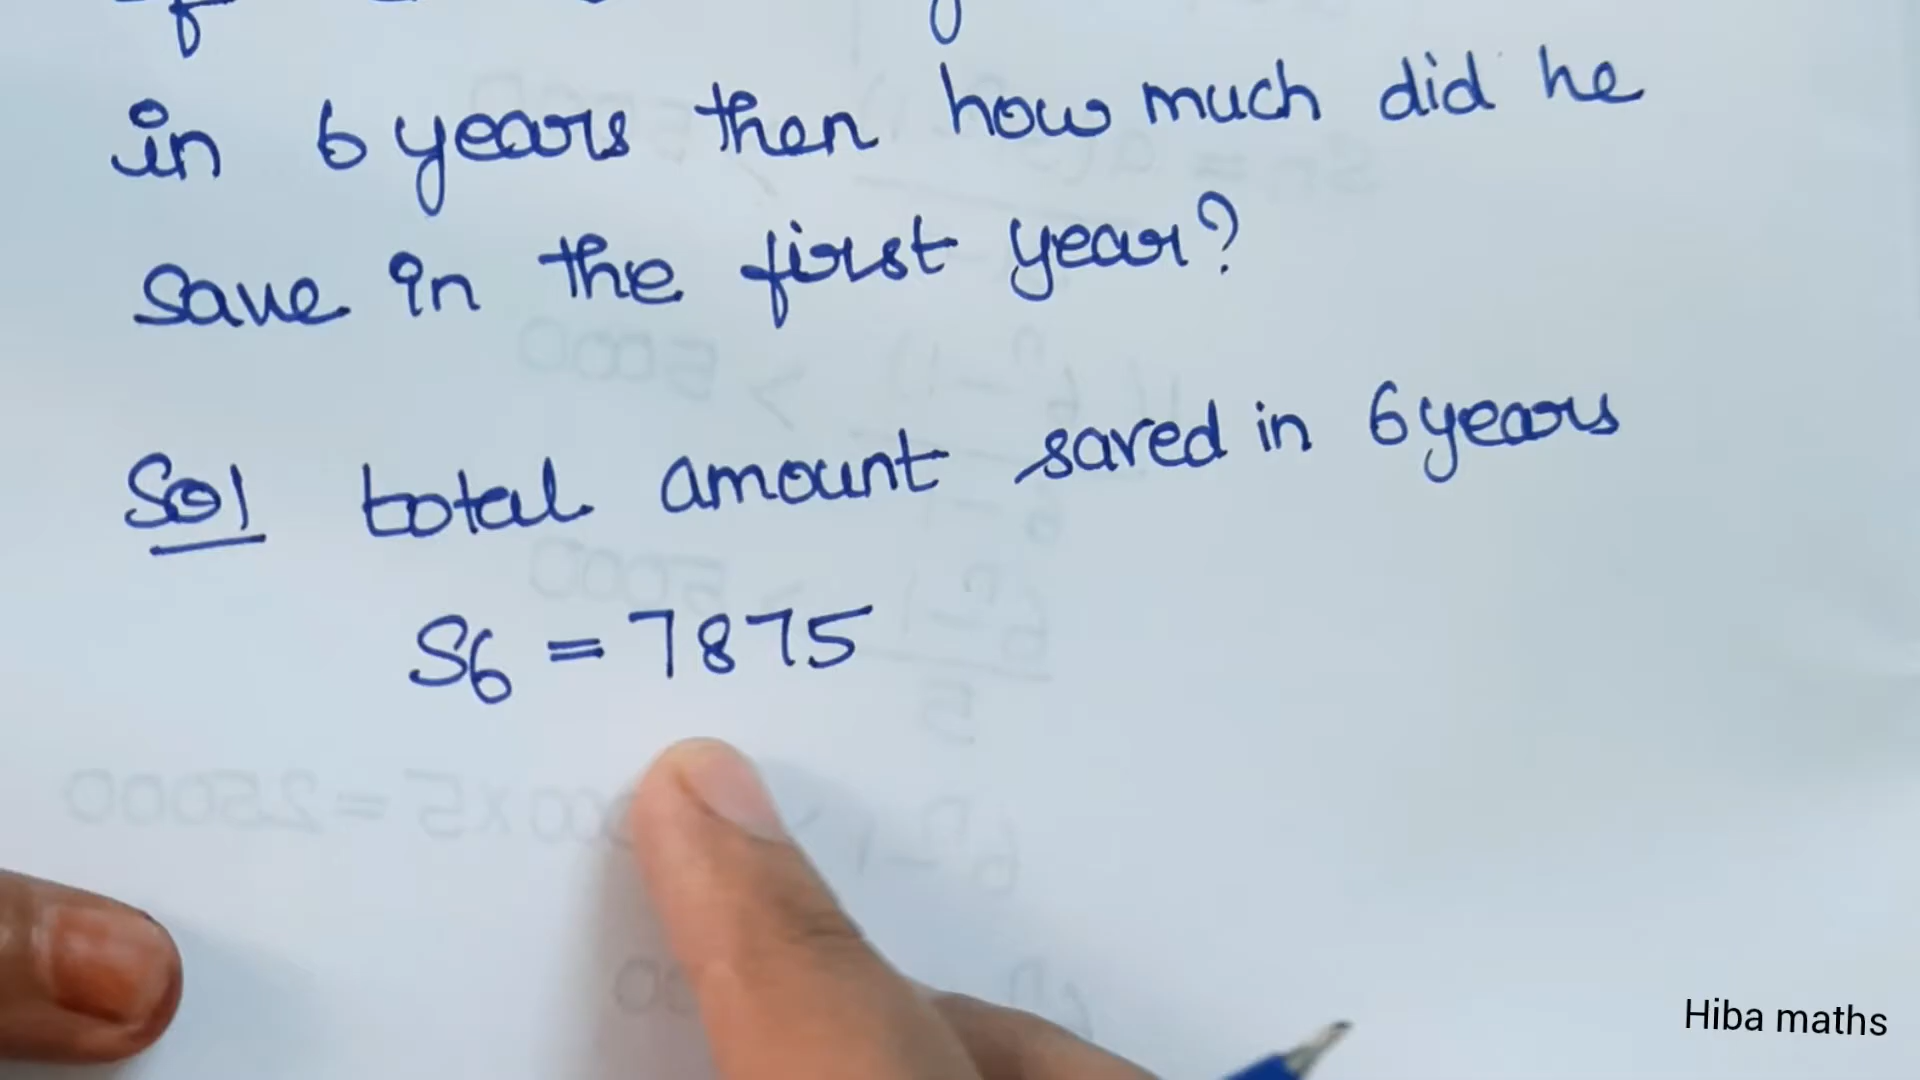 in 6 years then how much did he
save in the first year?
Sol total amount saved in 6 years
S6 = 7875
Hiba maths